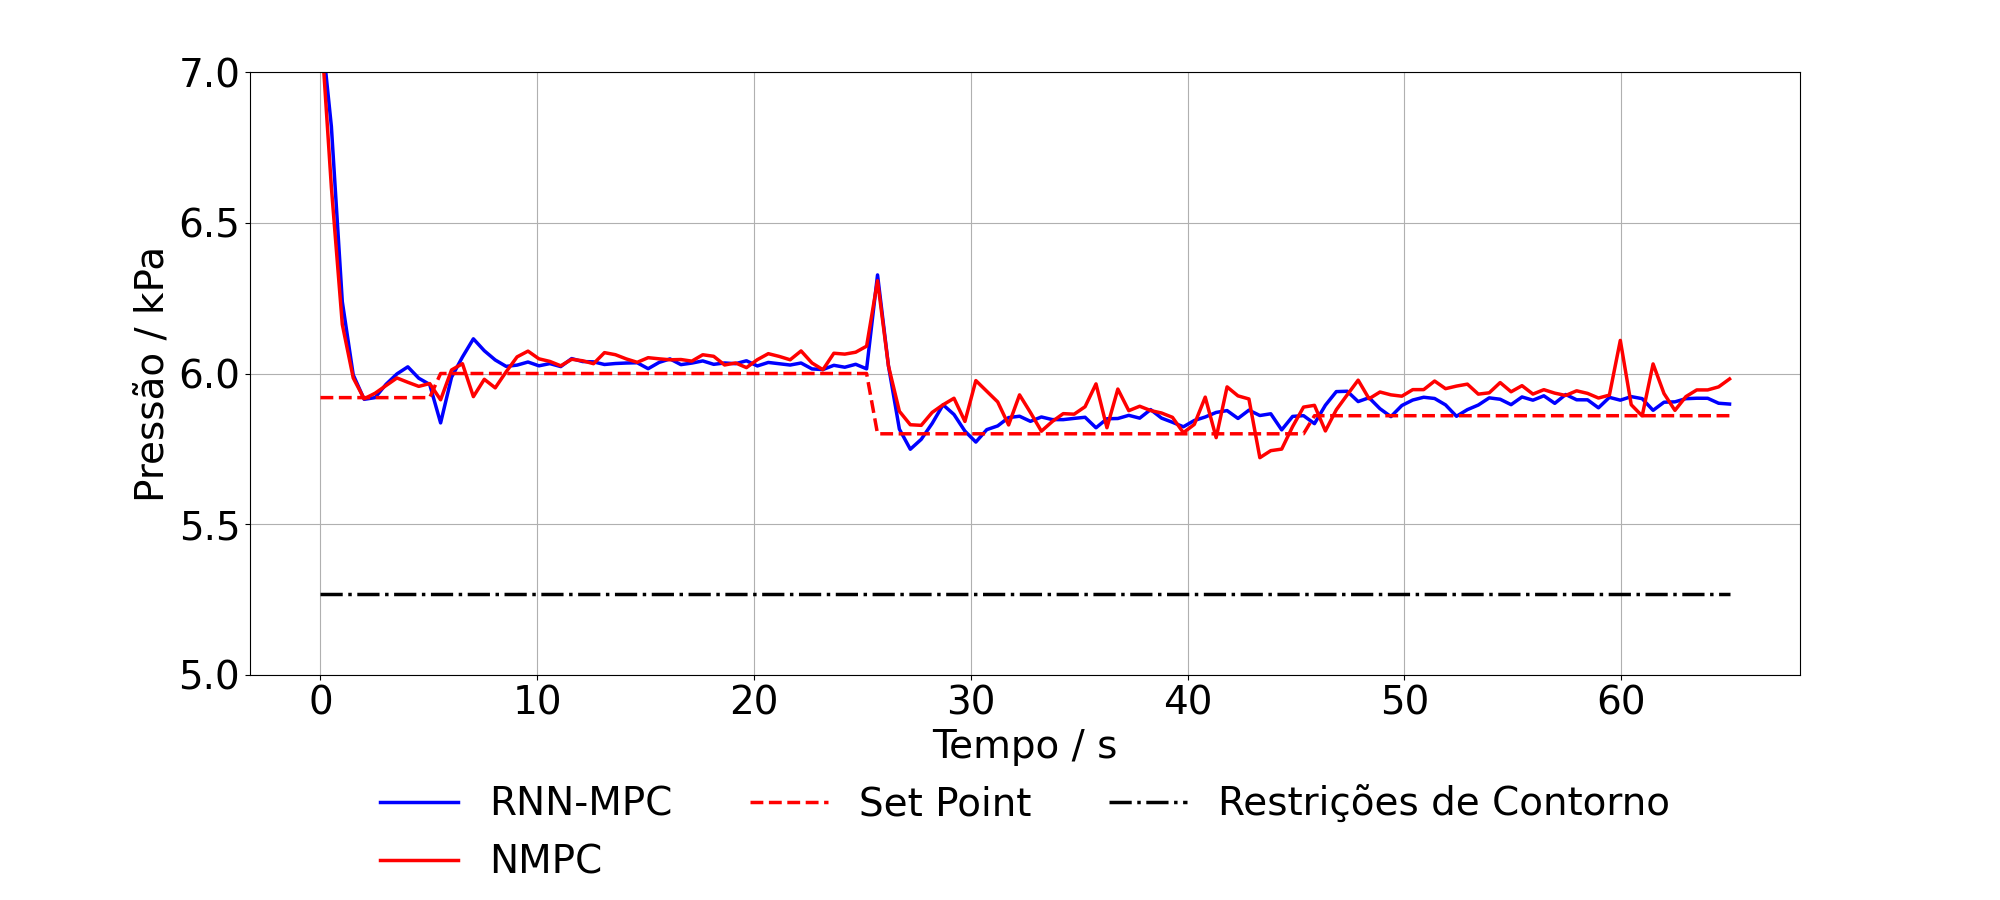 7.0
6.5
6.0
5.5
5.0
Pressão / kPa
0 10 20 30 40 50 60
Tempo / s
RNN-MPC Set Point Restrições de Contorno
NMPC